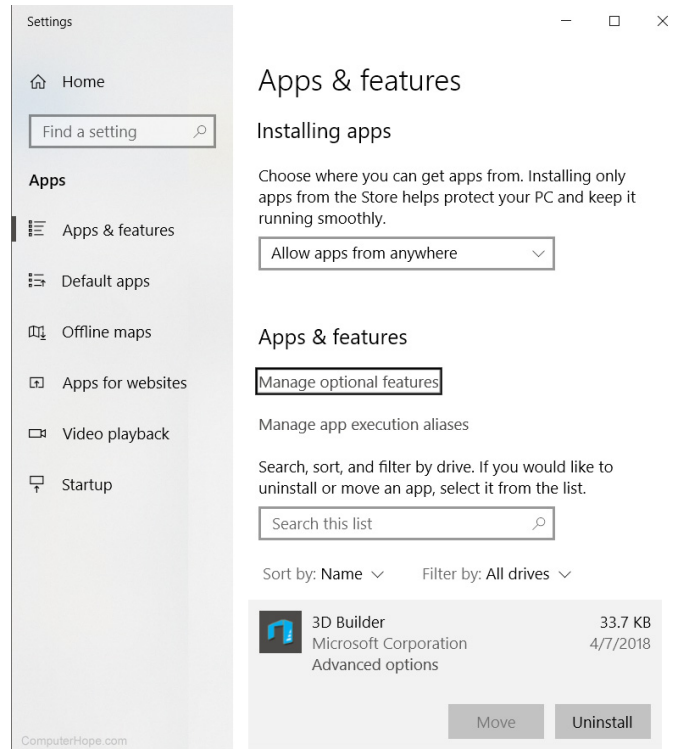 Settings
Home
Find a setting
Apps
Apps & features
Default apps
Offline maps
Apps for websites
Video playback
Startup
ComputerHope.com
Apps & features
Installing apps
Choose where you can get apps from. Installing only
apps from the Store helps protect your PC and keep it
running smoothly.
Allow apps from anywhere
Apps & features
Manage optional features
Manage app execution aliases
Search, sort, and filter by drive. If you would like to
uninstall or move an app, select it from the list.
Search this list
Sort by: Name Filter by: All drives
3D Builder 33.7 KB
Microsoft Corporation 4/7/2018
Advanced options
Move Uninstall